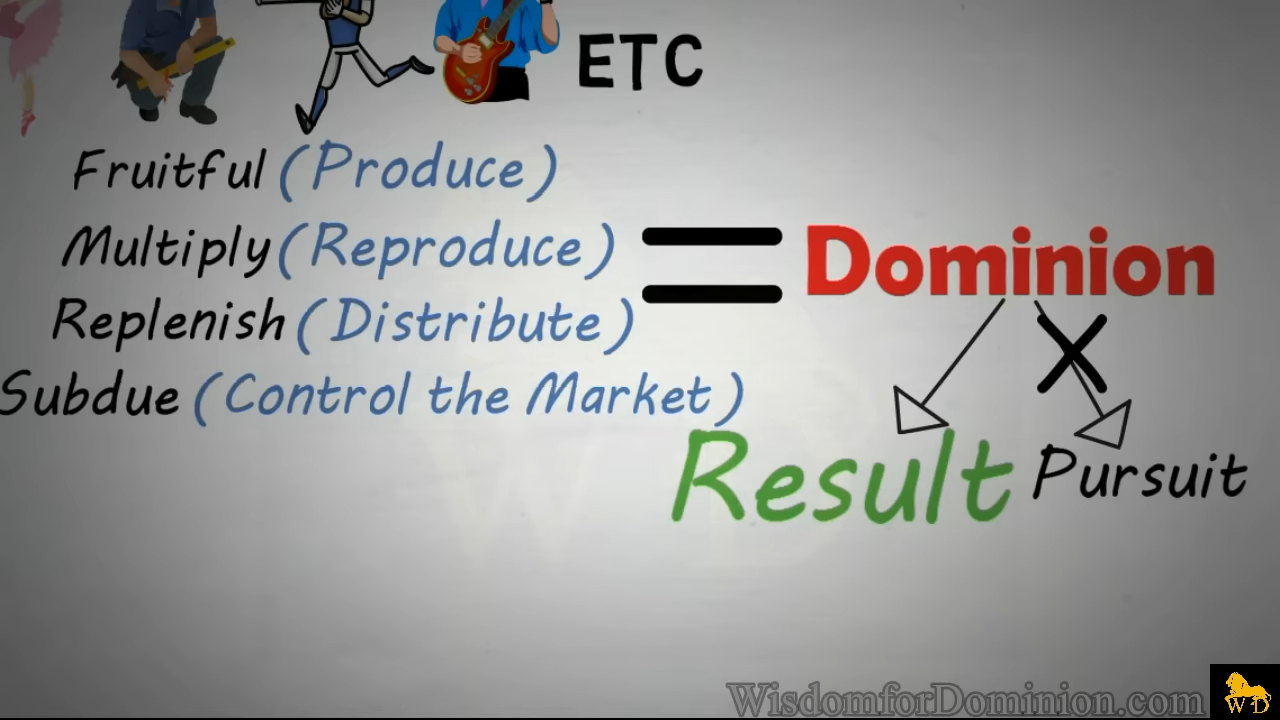 ETC
Fruitful (Produce)
Multiply (Reproduce)
Replenish (Distribute)
Subdue (Control the Market)
= Dominion
X
Result
Pursuit
WisdomforDominion.com
WD